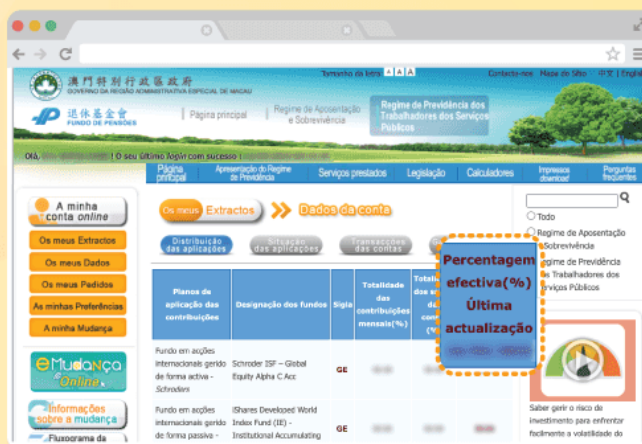 Tamanho da letra A A A
Contacte-nos Mapa do Sítio 中文 | English
澳門特別行政區政府
GOVERNO DA REGIÃO ADMINISTRATIVA ESPECIAL DE MACAU
退休基金會
FUNDO DE PENSÕES
Página principal
Regime de Aposentação
e Sobrevivência
Regime de Previdência dos
Trabalhadores dos Serviços
Públicos
Olá,
! O seu último login com sucesso :
Página
principal
Apresentação do Regime
de Previdência
Serviços prestados
Legislação
Calculadores
Impressos
download
Perguntas
freqüentes
A minha
conta online
Os meus Extractos
Os meus Dados
Os meus Pedidos
As minhas Preferências
A minha Mudança
eMudança
Online
Informações
sobre a mudança
Fluxograma da
Os meus Extractos
Dados da conta
Distribuição
das aplicações
Situação
das aplicações
Transacções
das contas
Planos de
aplicação das
contribuições
Designação dos fundos
Sigla
Totalidade
das
contribuições
mensais(%)
Percentagem
efectiva(%)
Última
actualização
Fundo em acções
internacionais gerido
de forma activa -
Schroders
Schroder ISF – Global
Equity Alpha C Acc
GE
Fundo em acções
internacionais gerido
de forma passiva -
iShares Developed World
Index Fund (IE) -
Institutional Accumulating
GE
Todo
Regime de Aposentação
Sobrevivência
Regime de Previdência
Trabalhadores dos
Serviços Públicos
Saber gerir o risco de
investimento para enfrentar
facilmente a volatilidade do